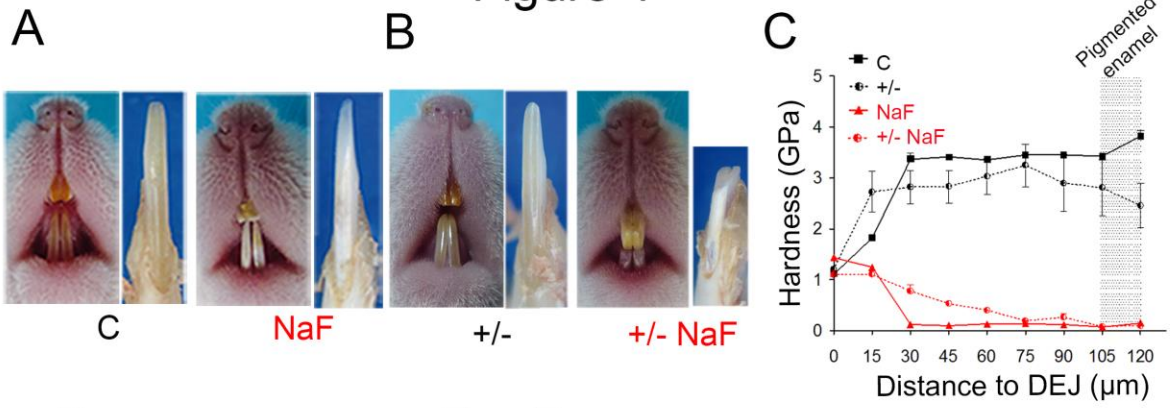 A
B
C
C
NaF
+/-
+/- NaF
Pigmented
enamel
C
+/-
NaF
+/- NaF
Hardness (GPa)
5
4
3
2
1
0
0 15 30 45 60 75 90 105 120
Distance to DEJ (µm)